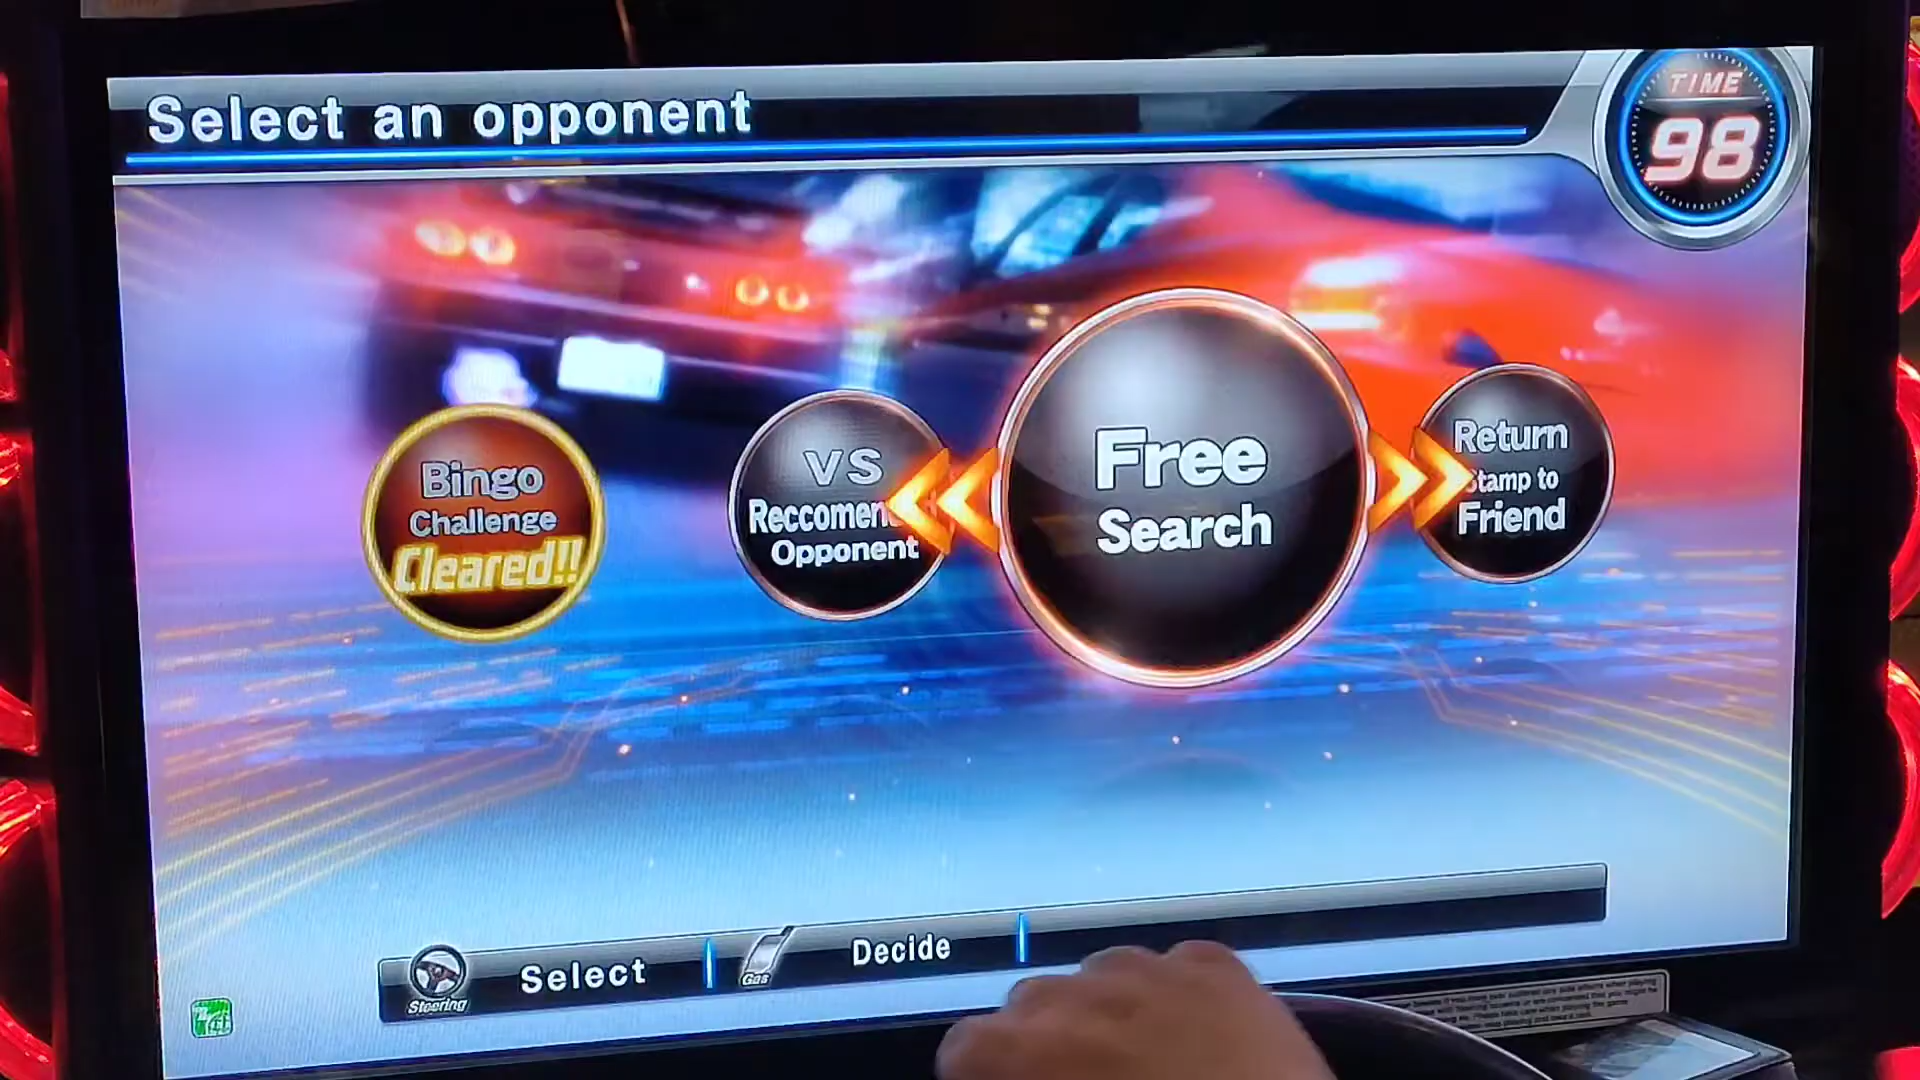 Select an opponent
TIME
98
Bingo
Challenge
Cleared!!
VS
Reccomen
Opponent
Free
Search
Return
Stamp to
Friend
Steering
Select
Gas
Decide